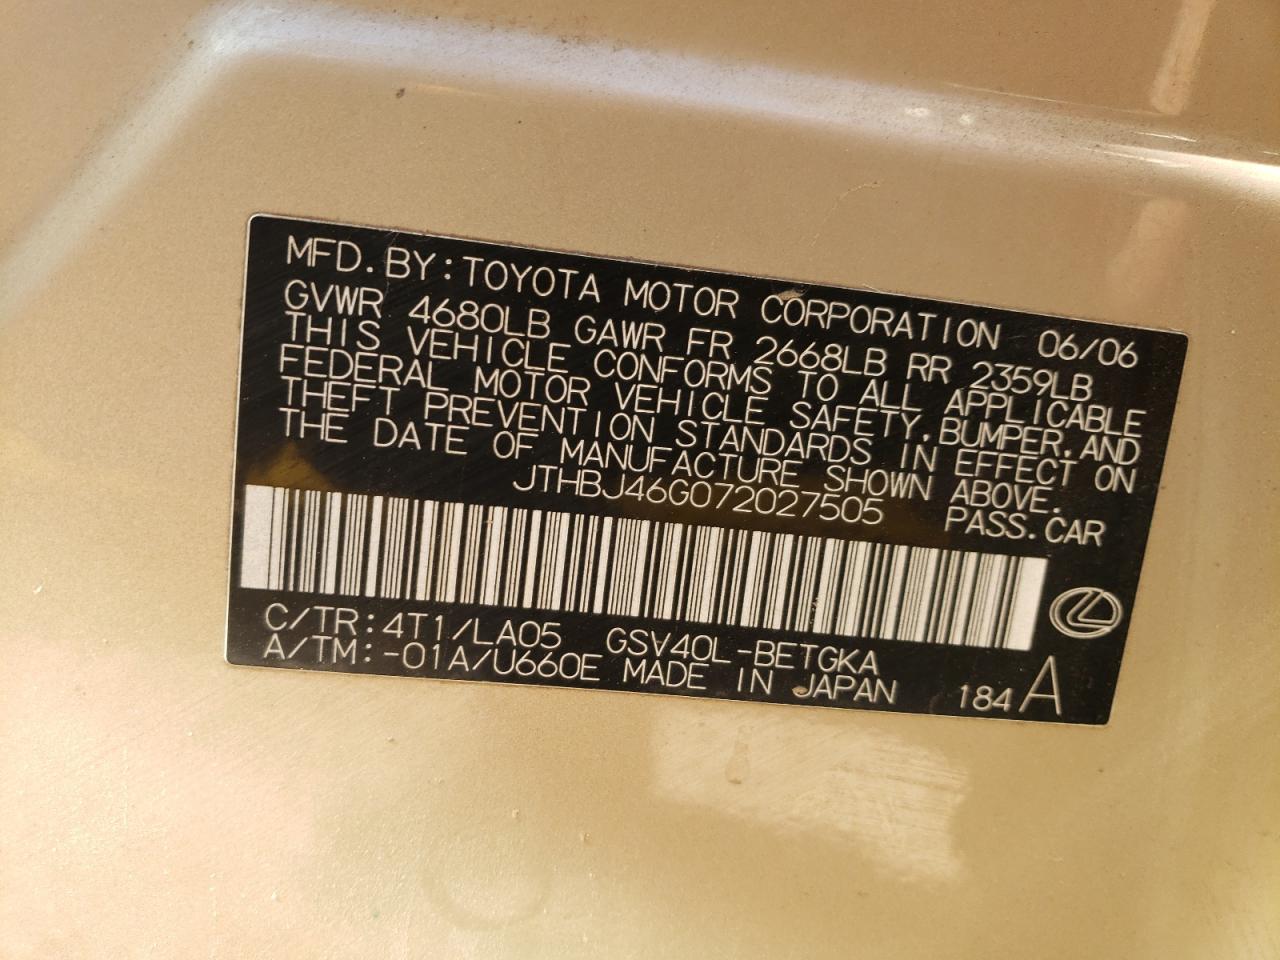 MFD.BY:TOYOTA MOTOR CORPORATION 06/06
GVWR 4680LB GAWR FR 2668LB RR 2359LB
THIS VEHICLE CONFORMS TO ALL APPLICABLE
FEDERAL MOTOR VEHICLE SAFETY,BUMPER,AND
THEFT PREVENTION STANDARDS IN EFFECT ON
THE DATE OF MANUFACTURE SHOWN ABOVE.
JTHBJ46G072027505 PASS.CAR
C/TR:4T1/LA05 GSV40L-BETGKA
A/TM:-01A/U660E MADE IN JAPAN 184 A